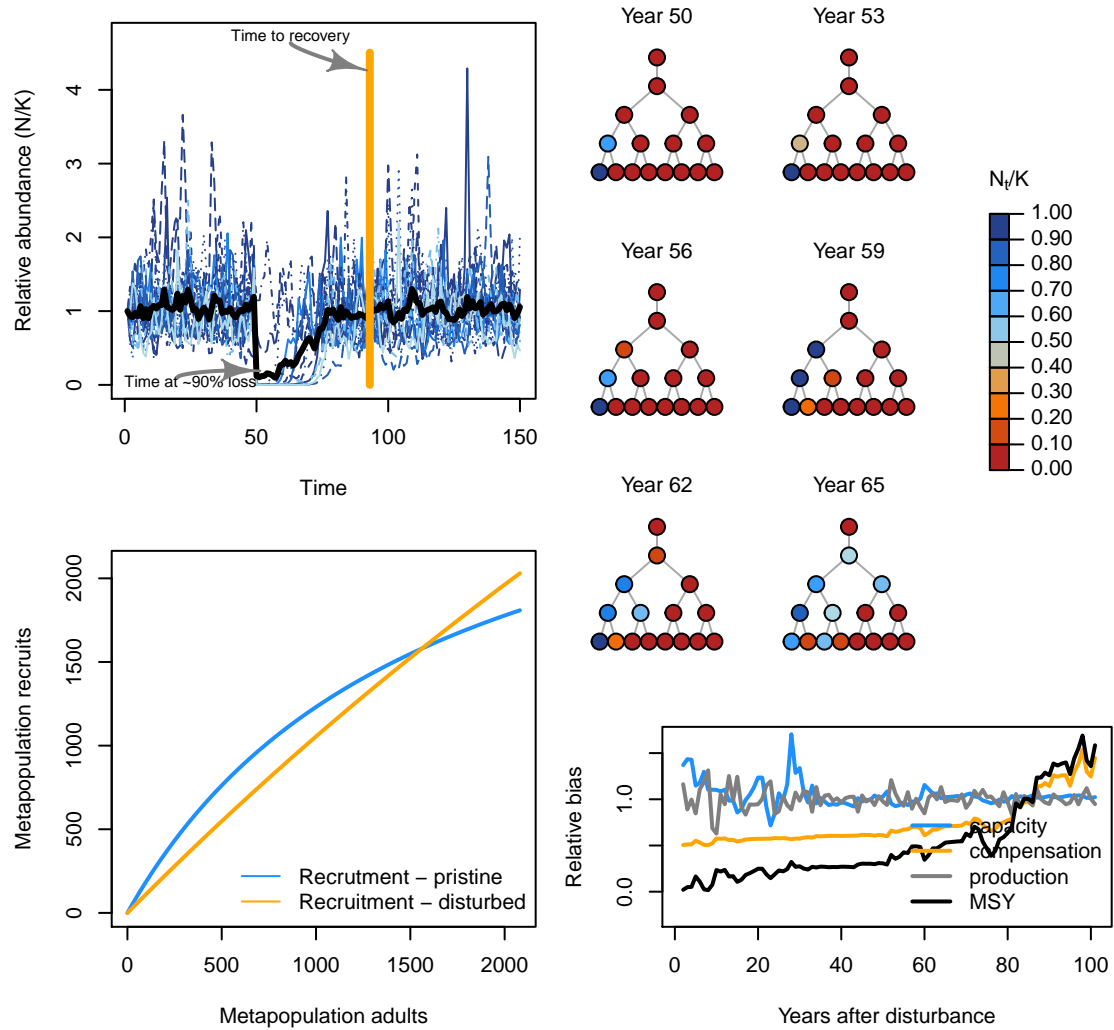 Time to recovery
Time at ~90% loss
Relative abundance (N/K)
0
1
2
3
4
0
50
100
150
Time
Year 50
Year 53
Year 56
Year 59
Year 62
Year 65
Nt/K
1.00
0.90
0.80
0.70
0.60
0.50
0.40
0.30
0.20
0.10
0.00
Metapopulation recruits
0
500
1000
1500
2000
Recrutment − pristine
Recruitment − disturbed
0
500
1000
1500
2000
Metapopulation adults
Relative bias
0.0
1.0
capacity
compensation
production
MSY
0
20
40
60
80
100
Years after disturbance